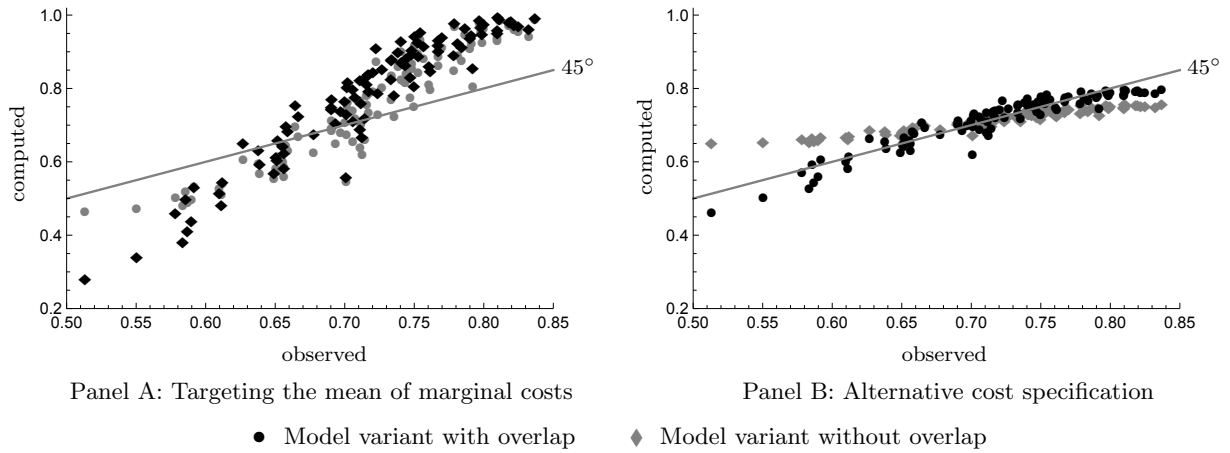 1.0
0.8
0.6
0.4
0.2
computed
45°
0.50 0.55 0.60 0.65 0.70 0.75 0.80 0.85
observed
Panel A: Targeting the mean of marginal costs
1.0
0.8
0.6
0.4
0.2
computed
45°
0.50 0.55 0.60 0.65 0.70 0.75 0.80 0.85
observed
Panel B: Alternative cost specification
Model variant with overlap
Model variant without overlap